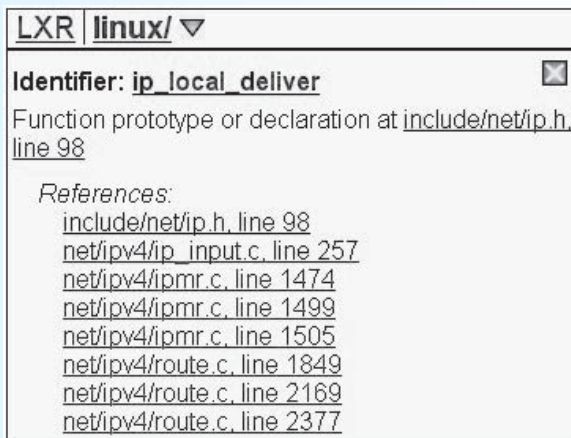 LXR linux/
Identifier: ip_local_deliver
Function prototype or declaration at include/net/ip.h,
line 98
References:
include/net/ip.h, line 98
net/ipv4/ip_input.c, line 257
net/ipv4/ipmr.c, line 1474
net/ipv4/ipmr.c, line 1499
net/ipv4/ipmr.c, line 1505
net/ipv4/route.c, line 1849
net/ipv4/route.c, line 2169
net/ipv4/route.c, line 2377